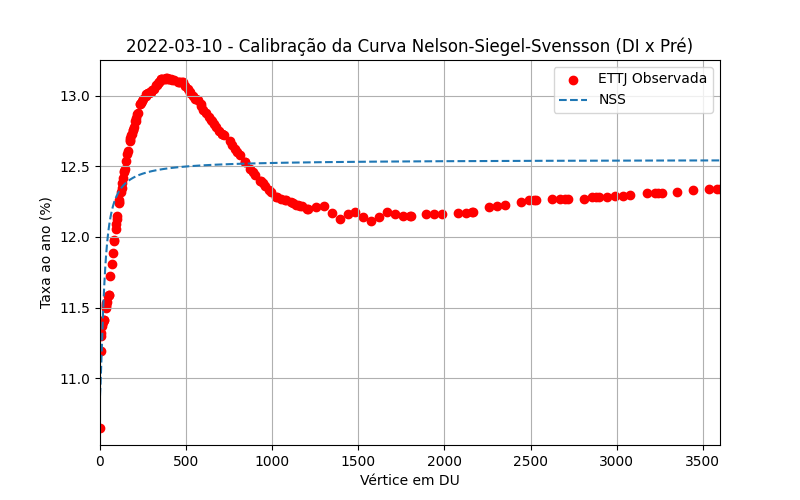 2022-03-10 - Calibração da Curva Nelson-Siegel-Svensson (DI x Pré)
ETTJ Observada
NSS
Taxa ao ano (%)
13.0
12.5
12.0
11.5
11.0
0 500 1000 1500 2000 2500 3000 3500
Vértice em DU